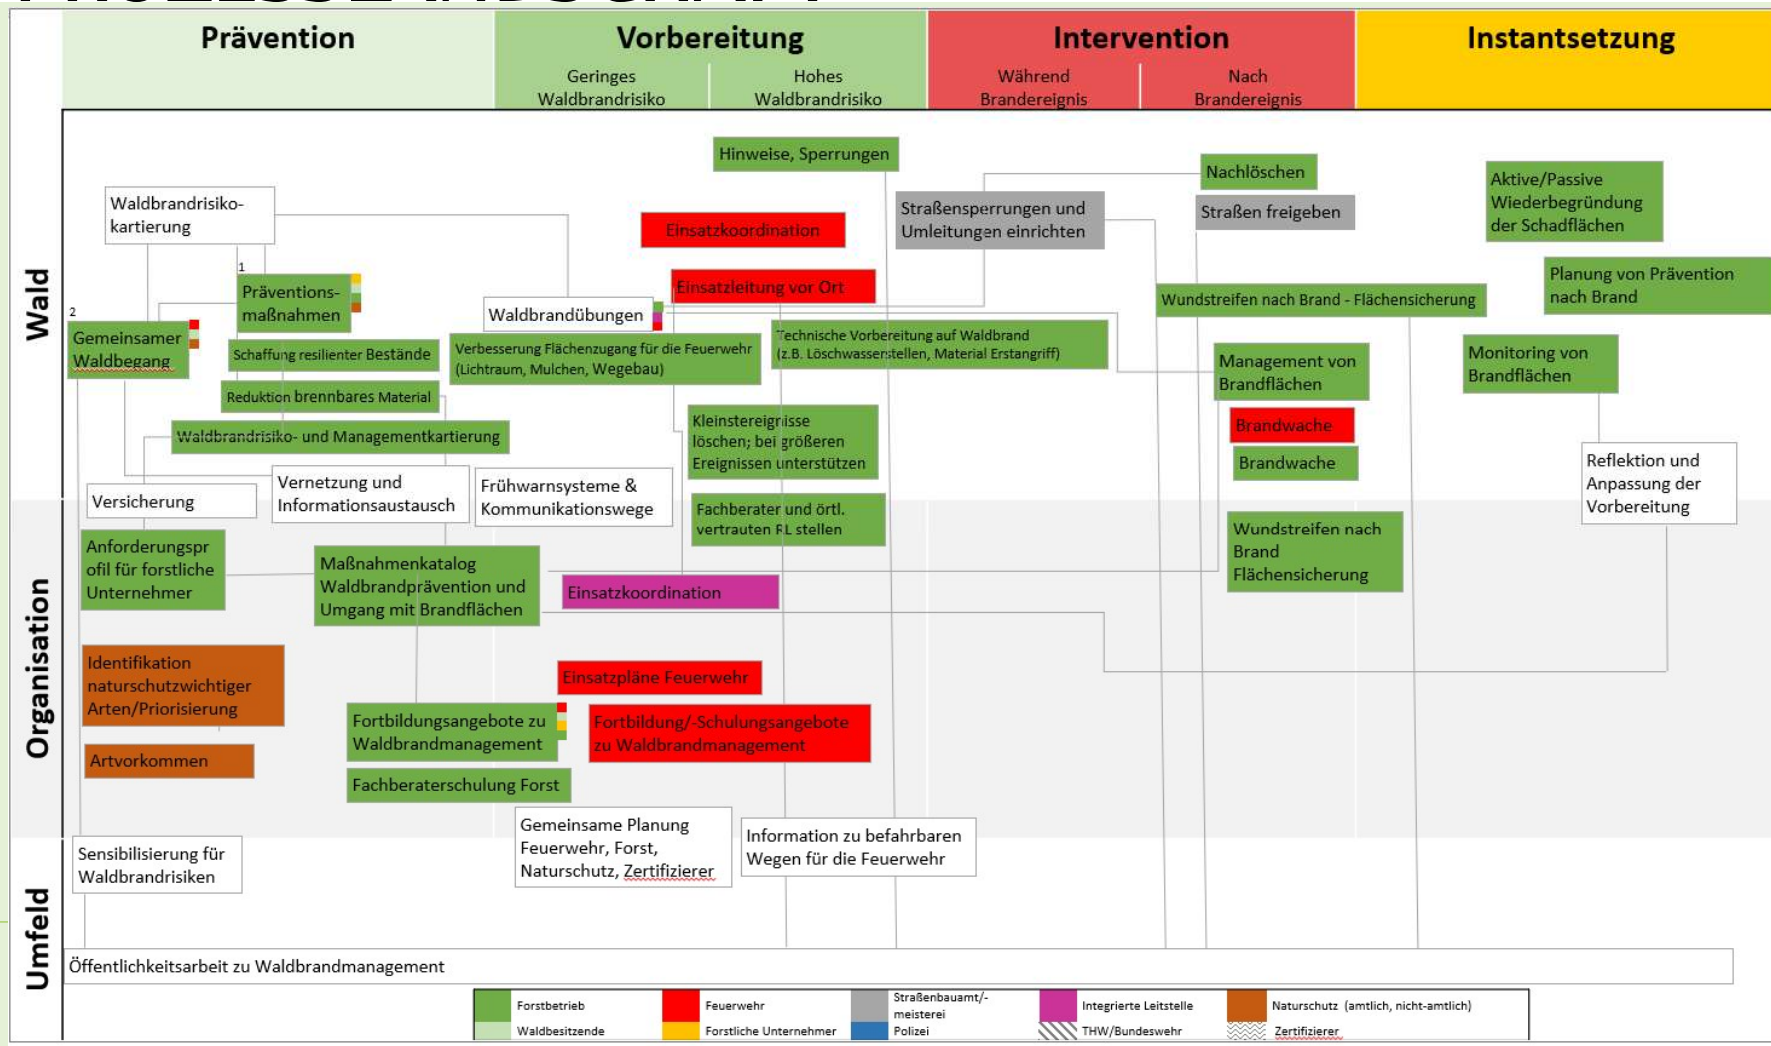 Prävention
Vorbereitung
Intervention
Instantsetzung
Geringes
Waldbrandrisiko
Hohes
Waldbrandrisiko
Während
Brandereignis
Nach
Brandereignis
Wald
Hinweise, Sperrungen
Nachlöschen
Aktive/Passive
Wiederbegründung
der Schadflächen
Waldbrandrisiko-
kartierung
Straßensperrungen und
Umleitungen einrichten
Straßen freigeben
Einsatzkoordination
1
Präventions-
maßnahmen
Einsatzleitung vor Ort
Planung von Prävention
nach Brand
Wundstreifen nach Brand - Flächensicherung
Waldbrandübungen
2
Gemeinsamer
Waldbegang
Schaffung resilienter Bestände
Verbesserung Flächenzugang für die Feuerwehr
(Lichtraum, Mulchen, Wegebau)
Technische Vorbereitung auf Waldbrand
(z.B. Löschwasserstellen, Material Erstangriff)
Management von
Brandflächen
Monitoring von
Brandflächen
Reduktion brennbares Material
Waldbrandrisiko- und Managementkartierung
Kleinstereignisse
löschen; bei größeren
Ereignissen unterstützen
Brandwache
Brandwache
Reflektion und
Anpassung der
Vorbereitung
Versicherung
Vernetzung und
Informationsaustausch
Frühwarnsysteme &
Kommunikationswege
Fachberater und örtl.
vertrauten RL stellen
Wundstreifen nach
Brand
Flächensicherung
Organisation
Anforderungspr
ofil für forstliche
Unternehmer
Maßnahmenkatalog
Waldbrandprävention und
Umgang mit Brandflächen
Einsatzkoordination
Identifikation
naturschutzwichtiger
Arten/Priorisierung
Einsatzpläne Feuerwehr
Fortbildungsangebote zu
Waldbrandmanagement
Fortbildung/-Schulungsangebote
zu Waldbrandmanagement
Artvorkommen
Fachberaterschulung Forst
Umfeld
Sensibilisierung für
Waldbrandrisiken
Gemeinsame Planung
Feuerwehr, Forst,
Naturschutz, Zertifizierer
Information zu befahrbaren
Wegen für die Feuerwehr
Öffentlichkeitsarbeit zu Waldbrandmanagement
Forstbetrieb
Feuerwehr
Straßenbauamt/-
meisterei
Integrierte Leitstelle
Naturschutz (amtlich, nicht-amtlich)
Waldbesitzende
Forstliche Unternehmer
Polizei
THW/Bundeswehr
Zertifizierer